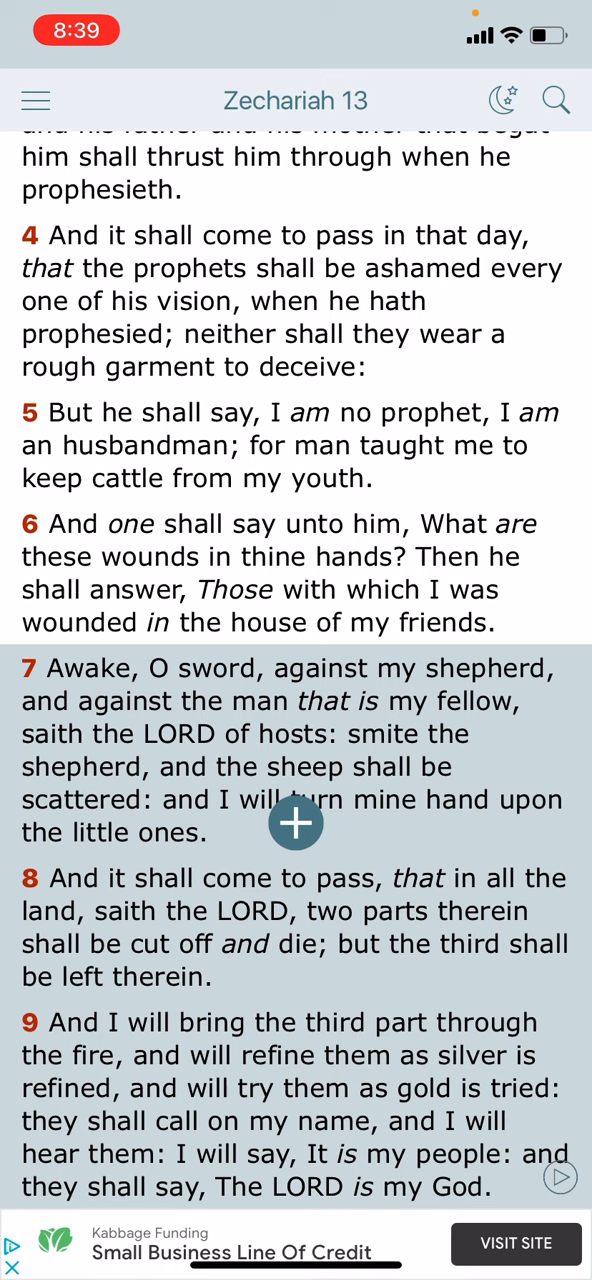 8:39
Zechariah 13
and his father and his mother that begat
him shall thrust him through when he
prophesieth.
4 And it shall come to pass in that day,
that the prophets shall be ashamed every
one of his vision, when he hath
prophesied; neither shall they wear a
rough garment to deceive:
5 But he shall say, I am no prophet, I am
an husbandman; for man taught me to
keep cattle from my youth.
6 And one shall say unto him, What are
these wounds in thine hands? Then he
shall answer, Those with which I was
wounded in the house of my friends.
7 Awake, O sword, against my shepherd,
and against the man that is my fellow,
saith the LORD of hosts: smite the
shepherd, and the sheep shall be
scattered: and I will turn mine hand upon
the little ones.
8 And it shall come to pass, that in all the
land, saith the LORD, two parts therein
shall be cut off and die; but the third shall
be left therein.
9 And I will bring the third part through
the fire, and will refine them as silver is
refined, and will try them as gold is tried:
they shall call on my name, and I will
hear them: I will say, It is my people: and
they shall say, The LORD is my God.
Kabbage Funding
Small Business Line Of Credit
VISIT SITE